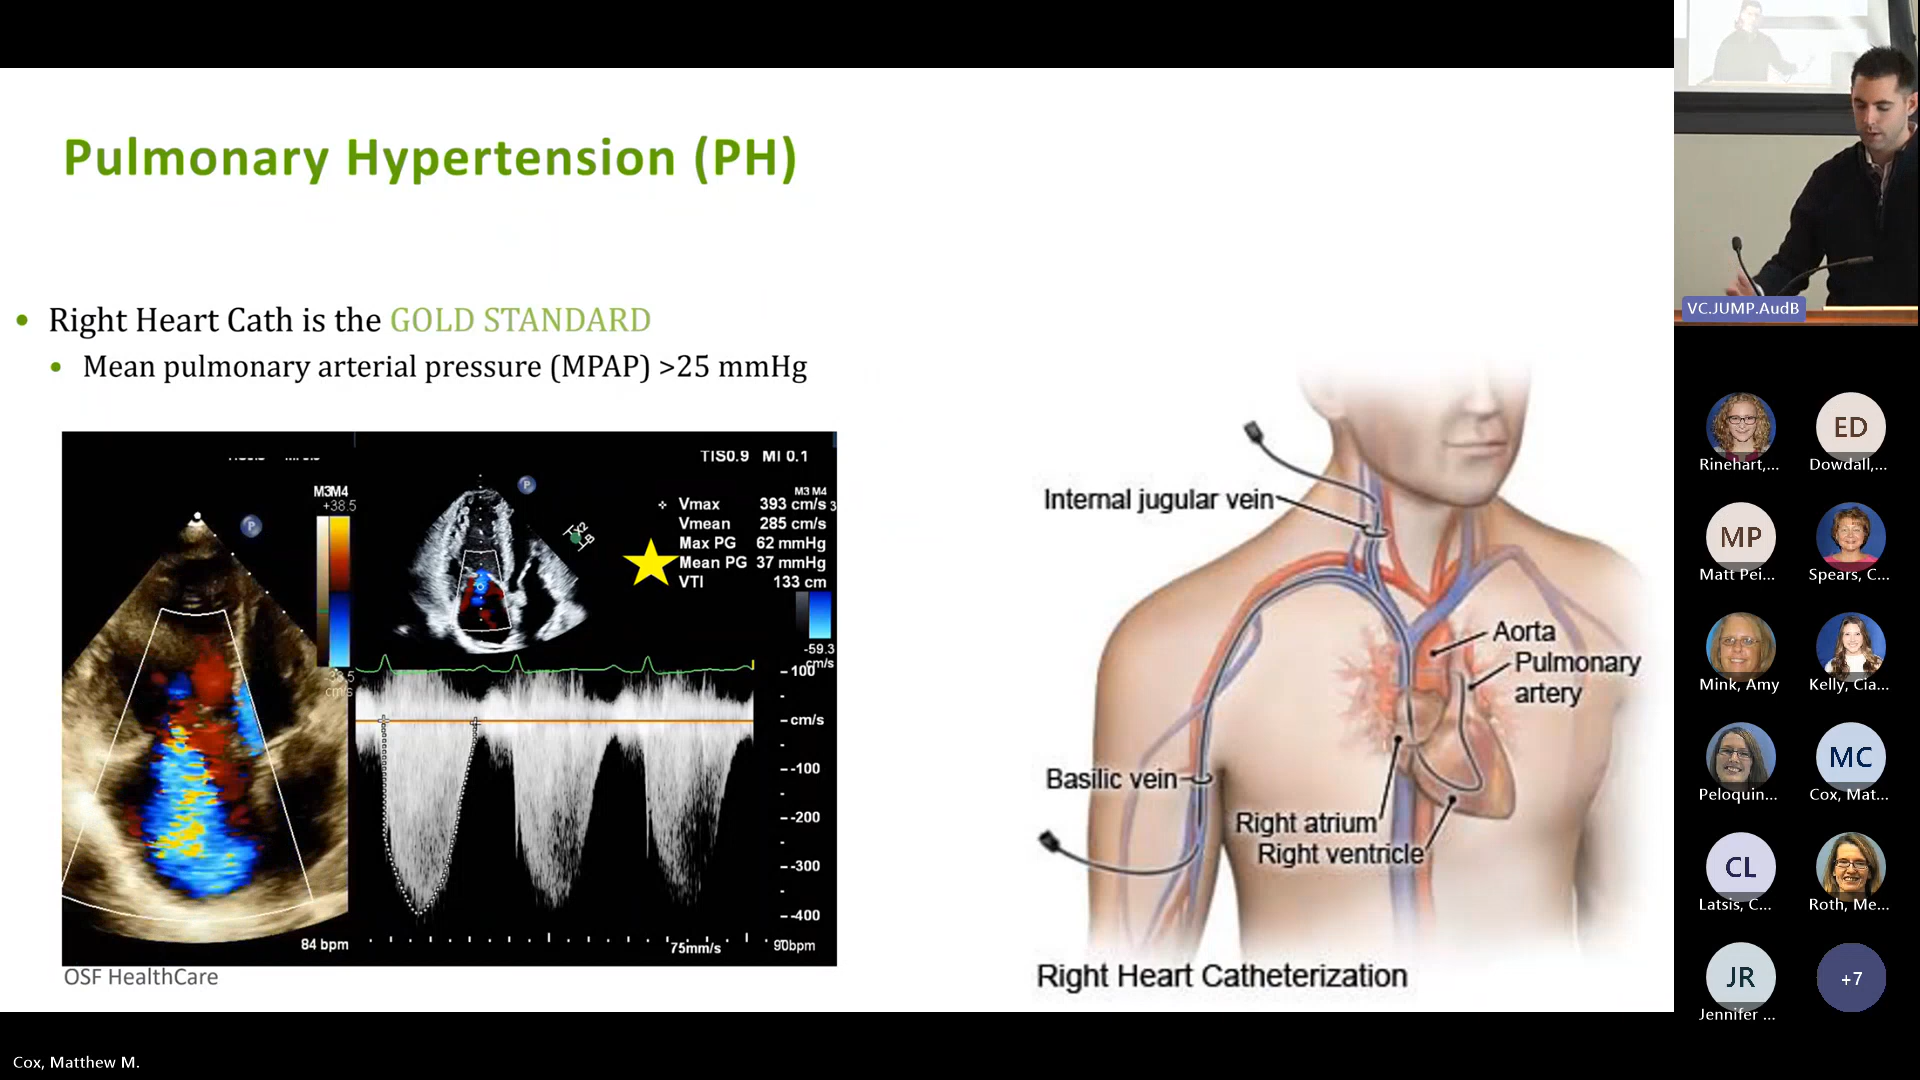 Pulmonary Hypertension (PH)
Right Heart Cath is the GOLD STANDARD
Mean pulmonary arterial pressure (MPAP) >25 mmHg
M3M4
+38.5
P
84 bpm
P
TIS0.9 MI 0.1
M3 M4
Vmax 393 cm/s
Vmean 285 cm/s
Max PG 62 mmHg
Mean PG 37 mmHg
VTI 133 cm
-59.3
cm/s
100
cm/s
-100
-200
-300
-400
75mm/s
90bpm
OSF HealthCare
Internal jugular vein
Aorta
Pulmonary
artery
Basilic vein
Right atrium
Right ventricle
Right Heart Catheterization
VC.JUMP.AudB
Rinehart,...
ED
Dowdall,...
MP
Matt Pei...
Spears, C...
Mink, Amy
Kelly, Cia...
Peloquin...
MC
Cox, Mat...
CL
Latsis, C...
Roth, Me...
JR
Jennifer ...
+7
Cox, Matthew M.